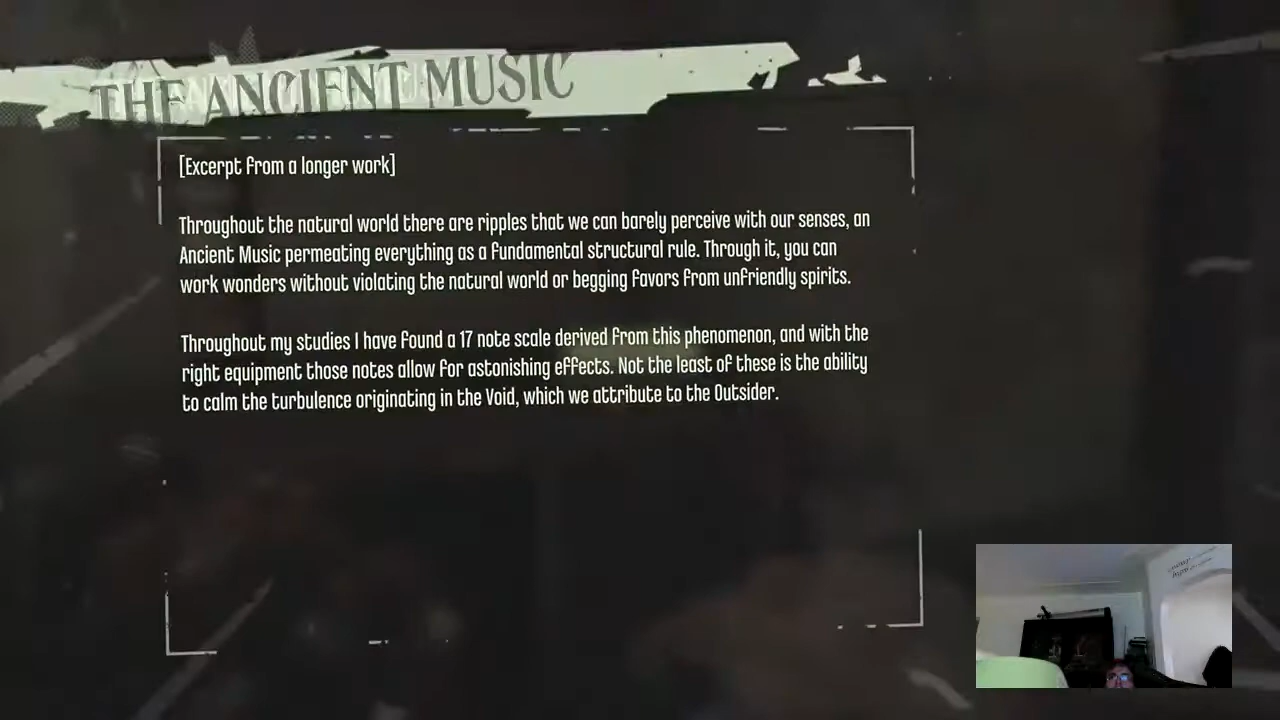 THE ANCIENT MUSIC
[Excerpt from a longer work]
Throughout the natural world there are ripples that we can barely perceive with our senses, an
Ancient Music permeating everything as a fundamental structural rule. Through it, you can
work wonders without violating the natural world or begging favors from unfriendly spirits.
Throughout my studies I have found a 17 note scale derived from this phenomenon, and with the
right equipment those notes allow for astonishing effects. Not the least of these is the ability
to calm the turbulence originating in the Void, which we attribute to the Outsider.